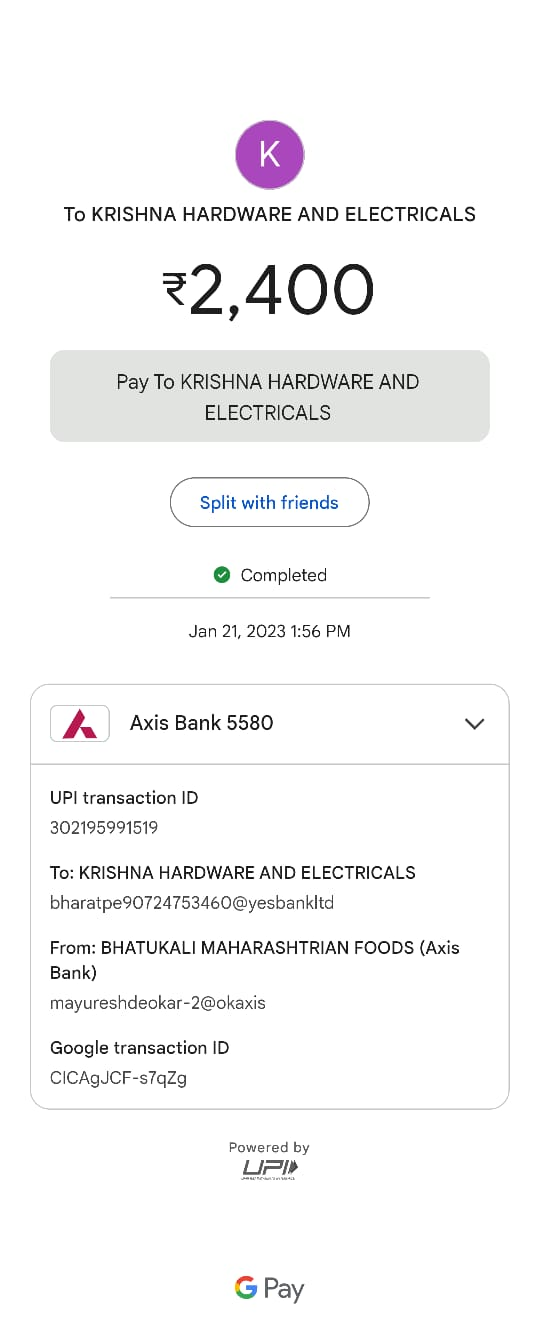 K
To KRISHNA HARDWARE AND ELECTRICALS
₹2,400
Pay To KRISHNA HARDWARE AND
ELECTRICALS
Split with friends
Completed
Jan 21, 2023 1:56 PM
Axis Bank 5580
UPI transaction ID
302195991519
To: KRISHNA HARDWARE AND ELECTRICALS
bharatpe90724753460@yesbankltd
From: BHATUKALI MAHARASHTRIAN FOODS (Axis
Bank)
mayureshdeokar-2@okaxis
Google transaction ID
CICAgJCF-s7qZg
Powered by
UPI
G Pay